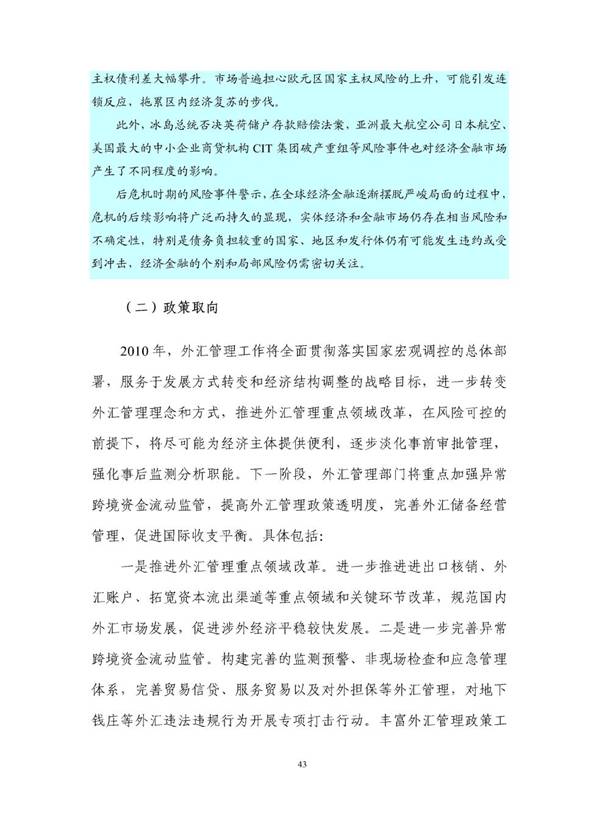 主权债利差大幅攀升。市场普遍担心欧元区国家主权风险的上升，可能引发连
锁反应，拖累区内经济复苏的步伐。
此外，冰岛总统否决英荷储户存款赔偿法案，亚洲最大航空公司日本航空、
美国最大的中小企业商贷机构 CIT 集团破产重组等风险事件也对经济金融市场
产生了不同程度的影响。
后危机时期的风险事件警示，在全球经济金融逐渐摆脱严峻局面的过程中，
危机的后续影响将广泛而持久的显现，实体经济和金融市场仍存在相当风险和
不确定性，特别是债务负担较重的国家、地区和发行体仍有可能发生违约或受
到冲击，经济金融的个别和局部风险仍需密切关注。
（二）政策取向
2010 年，外汇管理工作将全面贯彻落实国家宏观调控的总体部
署，服务于发展方式转变和经济结构调整的战略目标，进一步转变
外汇管理理念和方式，推进外汇管理重点领域改革，在风险可控的
前提下，将尽可能为经济主体提供便利，逐步淡化事前审批管理，
强化事后监测分析职能。下一阶段，外汇管理部门将重点加强异常
跨境资金流动监管，提高外汇管理政策透明度，完善外汇储备经营
管理，促进国际收支平衡。具体包括：
一是推进外汇管理重点领域改革。进一步推进进出口核销、外
汇账户、拓宽资本流出渠道等重点领域和关键环节改革，规范国内
外汇市场发展，促进涉外经济平稳较快发展。二是进一步完善异常
跨境资金流动监管。构建完善的监测预警、非现场检查和应急管理
体系，完善贸易信贷、服务贸易以及对外担保等外汇管理，对地下
钱庄等外汇违法违规行为开展专项打击行动。丰富外汇管理政策工
43